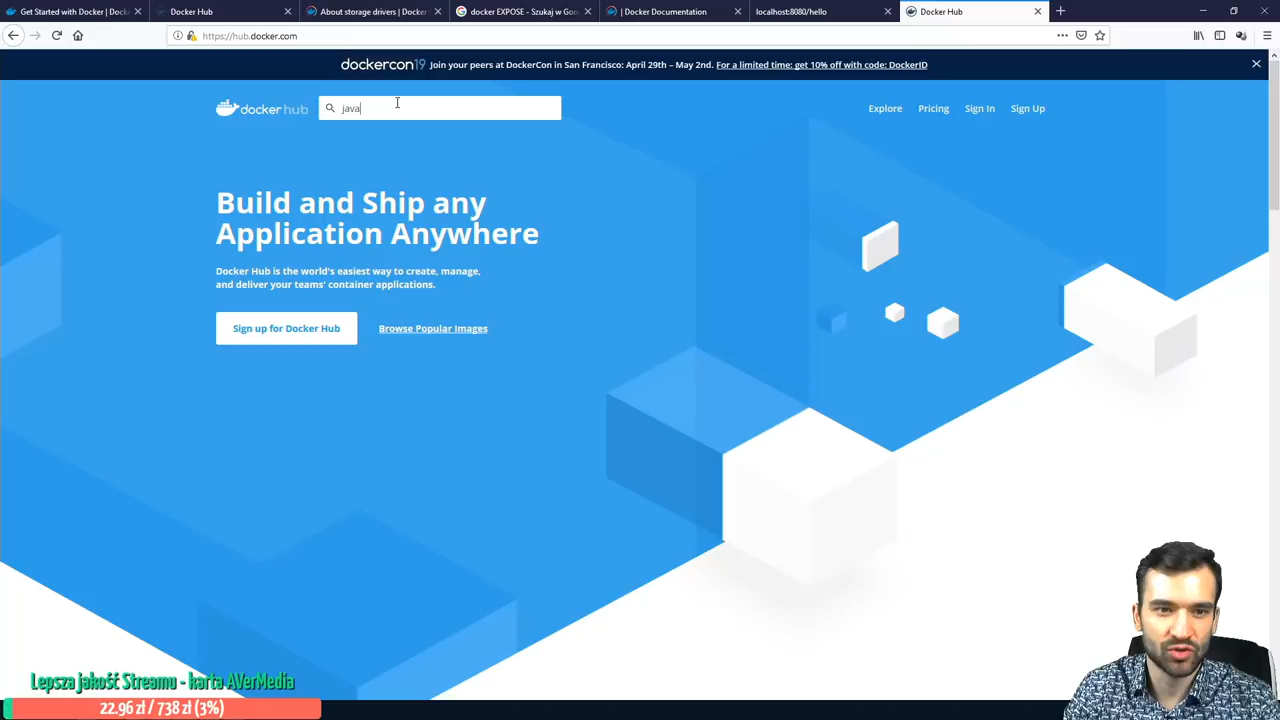 Get Started with Docker | Docke
Docker Hub
About storage drivers | Docker
docker EXPOSE - Szukaj w Goo
| Docker Documentation
localhost:8080/hello
Docker Hub
https://hub.docker.com
dockercon19 Join your peers at DockerCon in San Francisco: April 29th – May 2nd. For a limited time: get 10% off with code: DockerID
docker hub
java
Explore
Pricing
Sign In
Sign Up
Build and Ship any
Application Anywhere
Docker Hub is the world's easiest way to create, manage,
and deliver your teams' container applications.
Sign up for Docker Hub
Browse Popular Images
Lepsza jakość Streamu - karta AVerMedia
22.96 zł / 738 zł (3%)